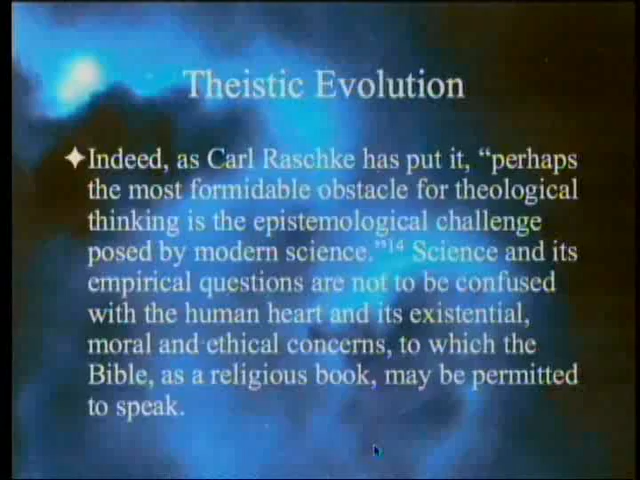 Theistic Evolution
✦Indeed, as Carl Raschke has put it, “perhaps
the most formidable obstacle for theological
thinking is the epistemological challenge
posed by modern science.”14 Science and its
empirical questions are not to be confused
with the human heart and its existential,
moral and ethical concerns, to which the
Bible, as a religious book, may be permitted
to speak.